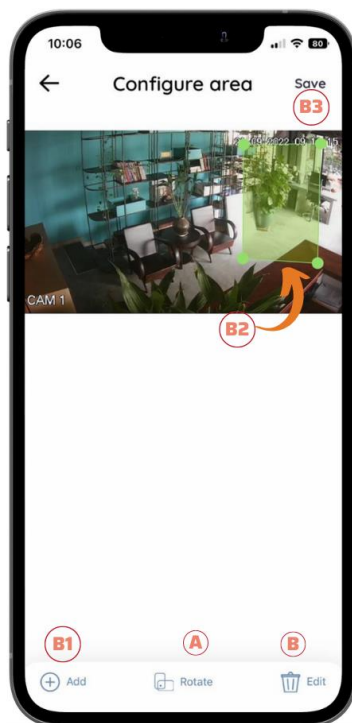 10:06
80
Configure area
Save
B3
CAM 1
B2
B1
A
B
Add
Rotate
Edit